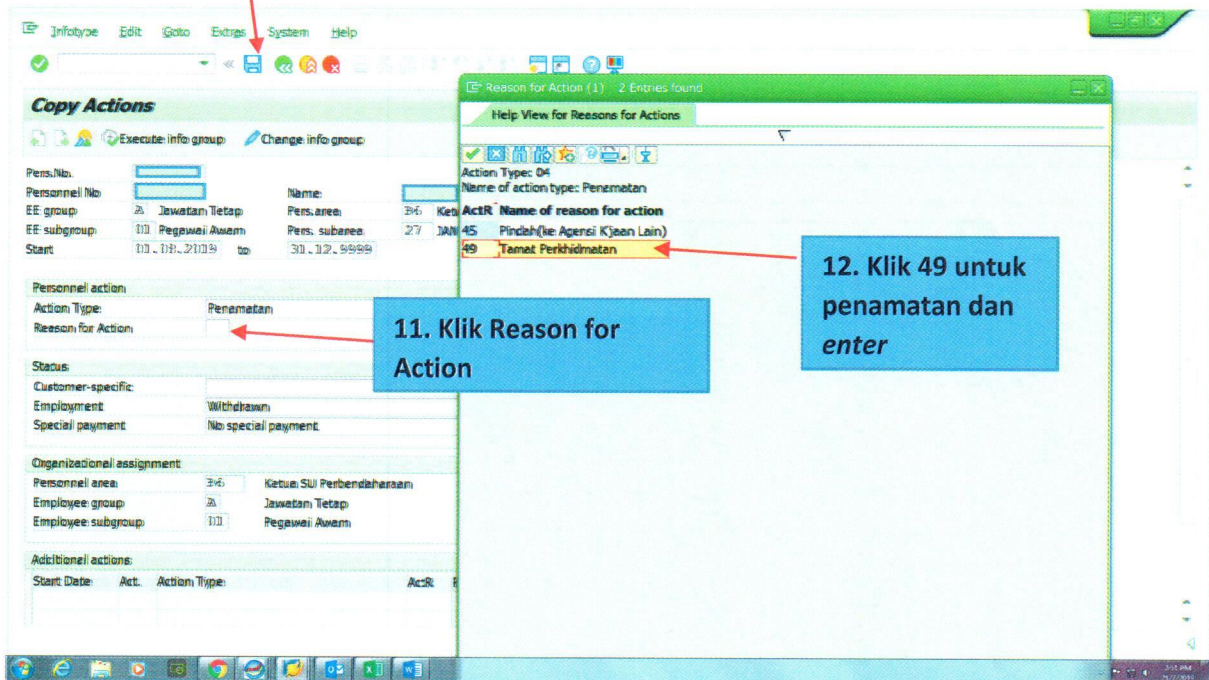 Infotype Edit Goto Extras System Help
Reason for Action (1) 2 Entries found
Copy Actions
Help View for Reasons for Actions
Execute info group Change info group
Action Type: 04
Name of action type: Penamatan
Pers.No.
Personnel No Name
EE group A Jawatan Tetap Pers.area 36
EE subgroup 01 Pegawai Awam Pers. subarea 27
Start 01.08.2019 to 31.12.9999
ActR Name of reason for action
45 Pindah(ke Agensi Kjaan Lain)
49 Tamat Perkhidmatan
12. Klik 49 untuk
penamatan dan
enter
Personnel action
Action Type Penamatan
Reason for Action
11. Klik Reason for
Action
Status
Customer-specific
Employment Withdrawn
Special payment No special payment
Organizational assignment
Personnel area 36 Ketua SU Perbendaharaan
Employee group A Jawatan Tetap
Employee subgroup 01 Pegawai Awam
Additional actions
Start Date Act. Action Type ActR